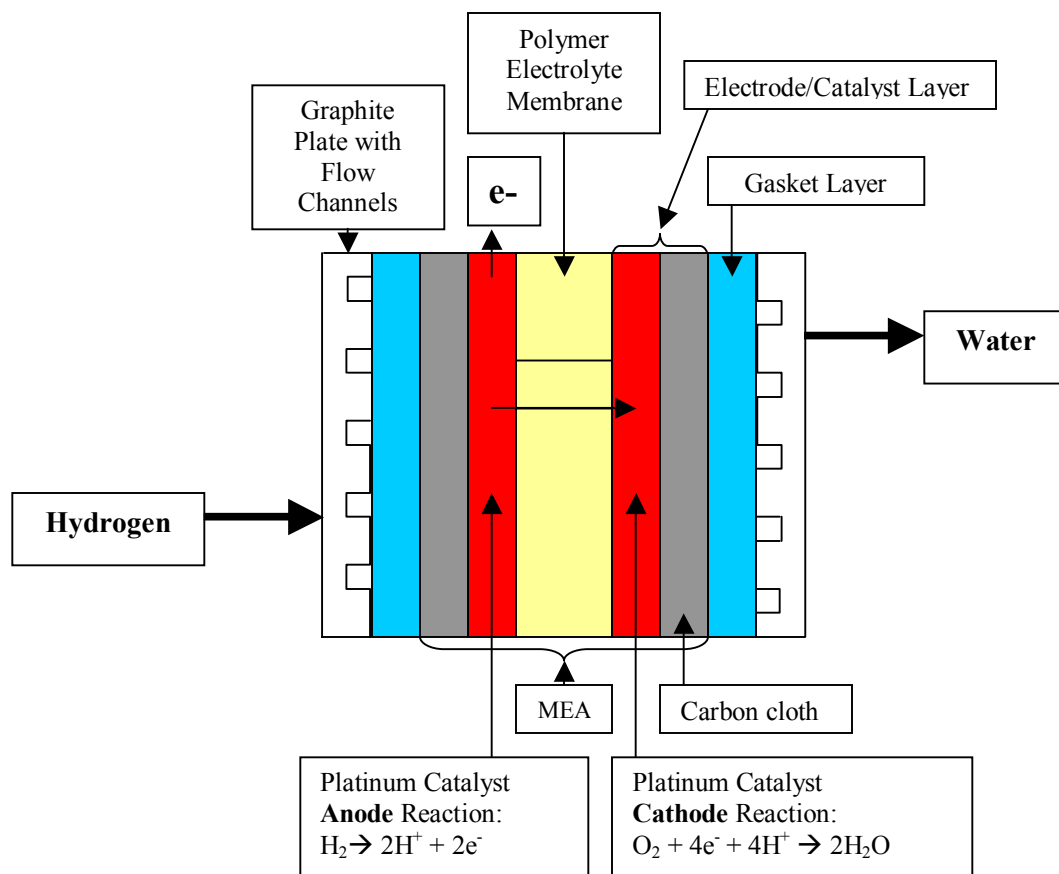 Polymer
Electrolyte
Membrane
Electrode/Catalyst Layer
Graphite
Plate with
Flow
Channels
e-
Gasket Layer
Water
Hydrogen
MEA
Carbon cloth
Platinum Catalyst
Anode Reaction:
H₂→ 2H⁺ + 2e⁻
Platinum Catalyst
Cathode Reaction:
O₂ + 4e⁻ + 4H⁺ → 2H₂O